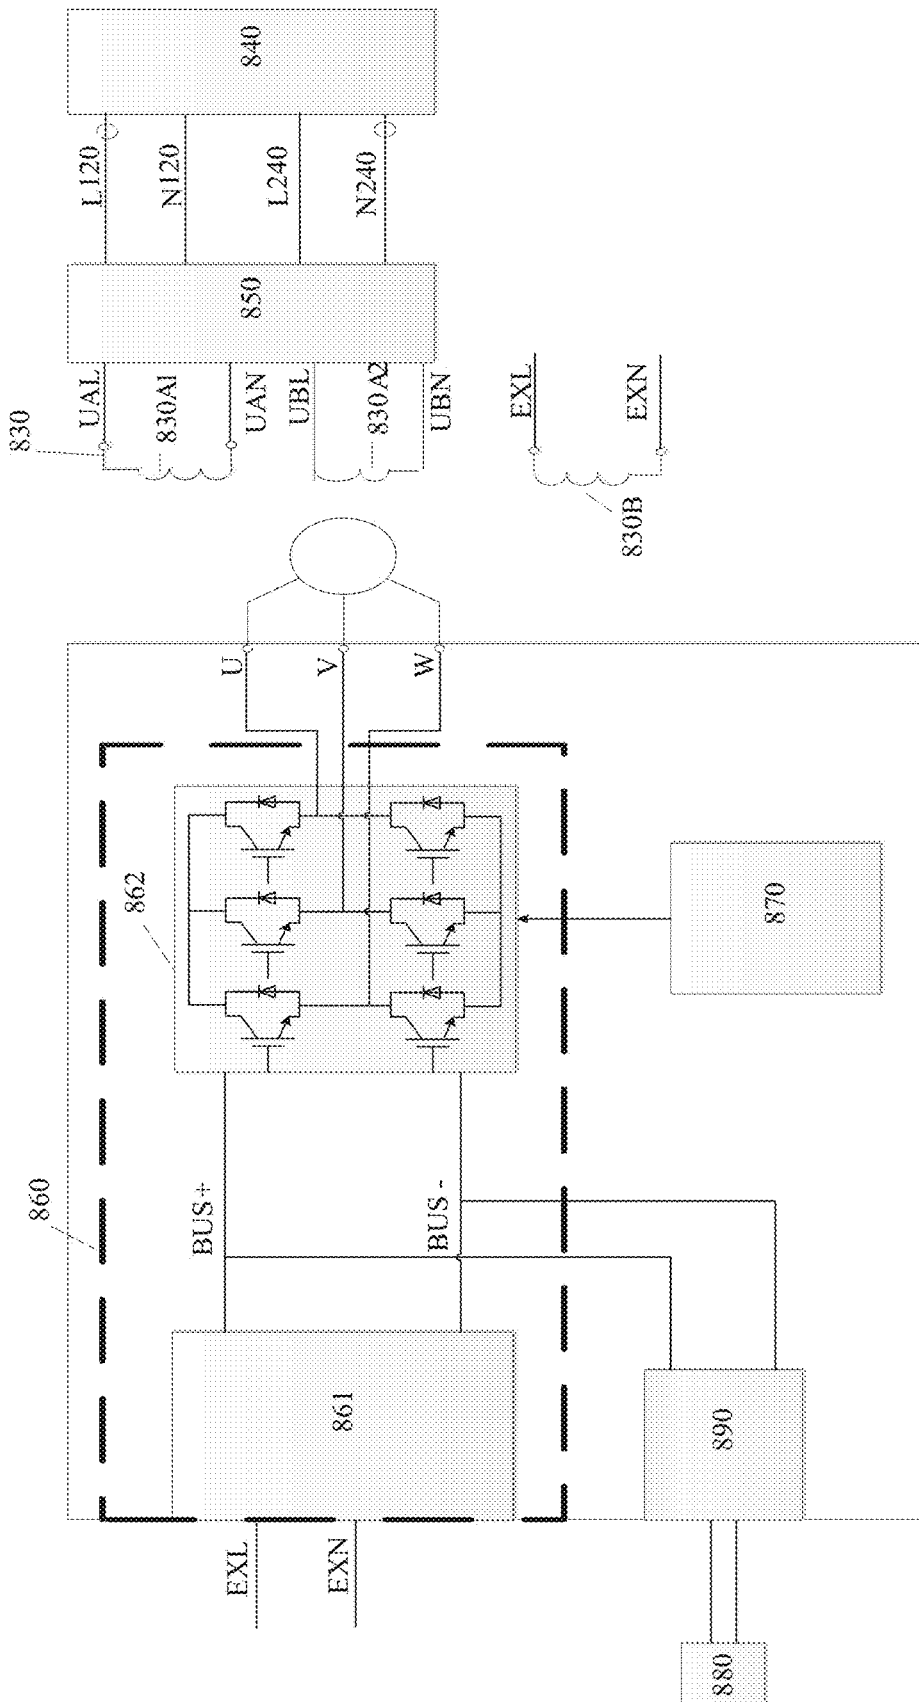 840
L120
N120
L240
N240
850
830
UAL
830A1
UAN
UBL
830A2
UBN
EXL
EXN
830B
U
V
W
862
870
860
BUS+
BUS -
861
890
EXL
EXN
880